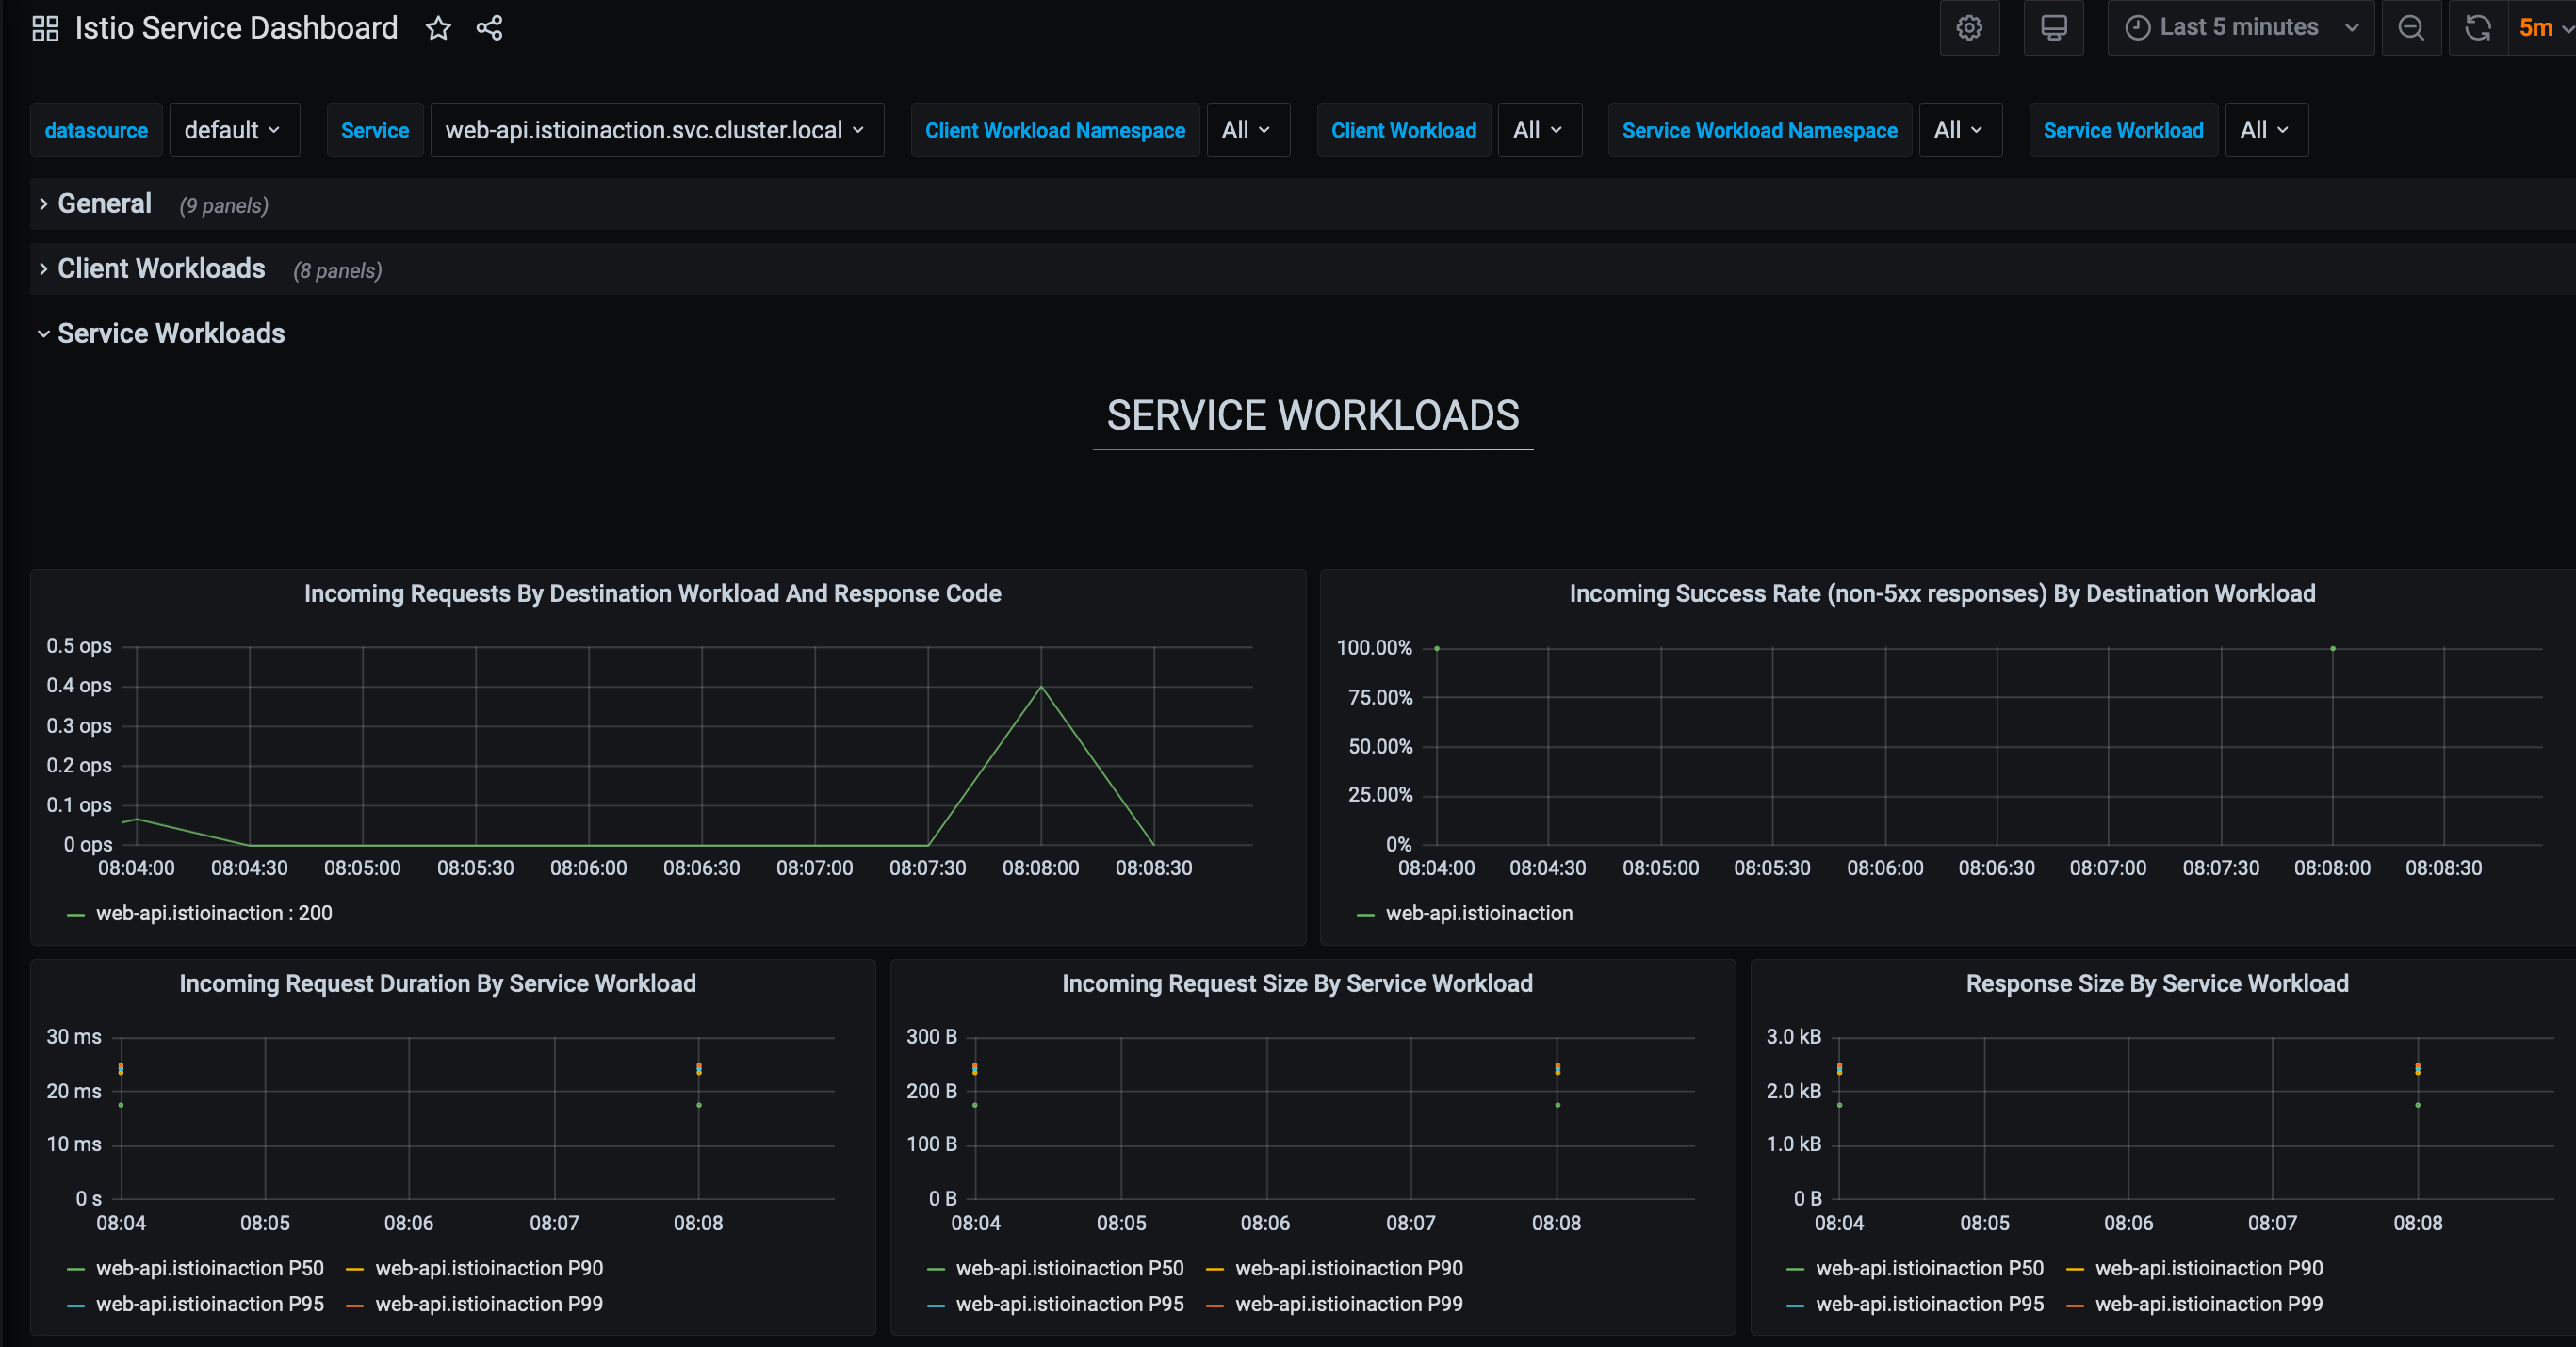 Istio Service Dashboard
Last 5 minutes
5m
datasource default Service web-api.istioinaction.svc.cluster.local Client Workload Namespace All Client Workload All Service Workload Namespace All Service Workload All
General (9 panels)
Client Workloads (8 panels)
Service Workloads
SERVICE WORKLOADS
Incoming Requests By Destination Workload And Response Code
0.5 ops
0.4 ops
0.3 ops
0.2 ops
0.1 ops
0 ops
08:04:00 08:04:30 08:05:00 08:05:30 08:06:00 08:06:30 08:07:00 08:07:30 08:08:00 08:08:30
web-api.istioinaction : 200
Incoming Success Rate (non-5xx responses) By Destination Workload
100.00%
75.00%
50.00%
25.00%
0%
08:04:00 08:04:30 08:05:00 08:05:30 08:06:00 08:06:30 08:07:00 08:07:30 08:08:00 08:08:30
web-api.istioinaction
Incoming Request Duration By Service Workload
30 ms
20 ms
10 ms
0 s
08:04 08:05 08:06 08:07 08:08
web-api.istioinaction P50 web-api.istioinaction P90
web-api.istioinaction P95 web-api.istioinaction P99
Incoming Request Size By Service Workload
300 B
200 B
100 B
0 B
08:04 08:05 08:06 08:07 08:08
web-api.istioinaction P50 web-api.istioinaction P90
web-api.istioinaction P95 web-api.istioinaction P99
Response Size By Service Workload
3.0 kB
2.0 kB
1.0 kB
0 B
08:04 08:05 08:06 08:07 08:08
web-api.istioinaction P50 web-api.istioinaction P90
web-api.istioinaction P95 web-api.istioinaction P99